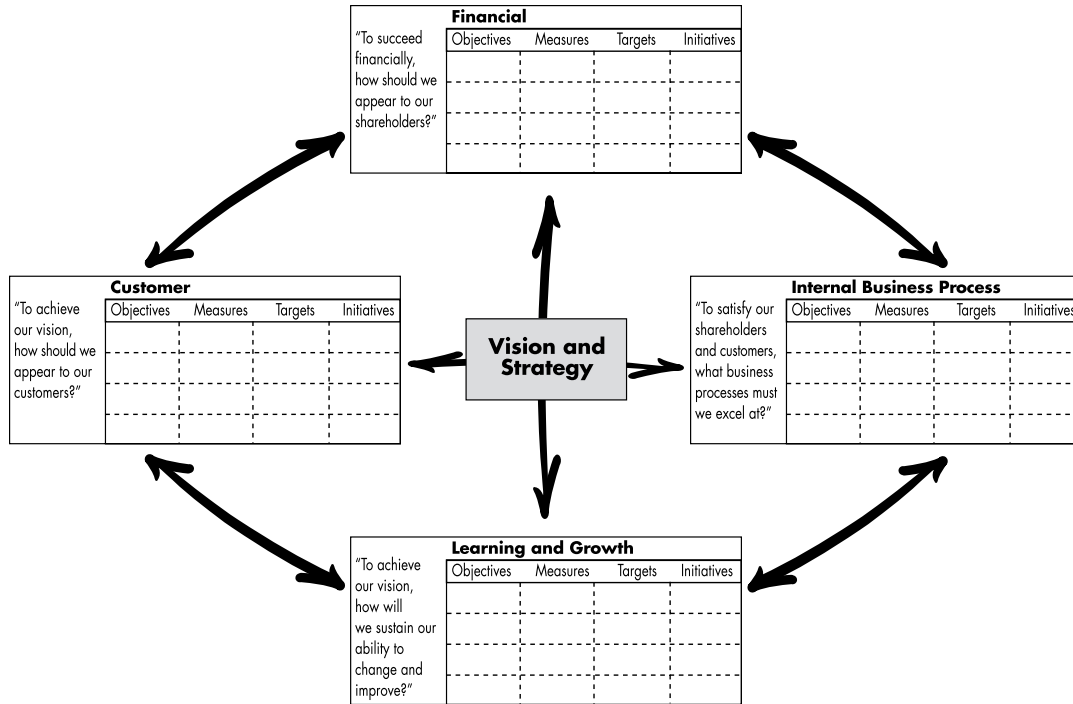 Financial
“To succeed
financially,
how should we
appear to our
shareholders?”
Objectives Measures Targets Initiatives
Customer
“To achieve
our vision,
how should we
appear to our
customers?”
Objectives Measures Targets Initiatives
Vision and
Strategy
Internal Business Process
“To satisfy our
shareholders
and customers,
what business
processes must
we excel at?”
Objectives Measures Targets Initiatives
Learning and Growth
“To achieve
our vision,
how will
we sustain our
ability to
change and
improve?”
Objectives Measures Targets Initiatives